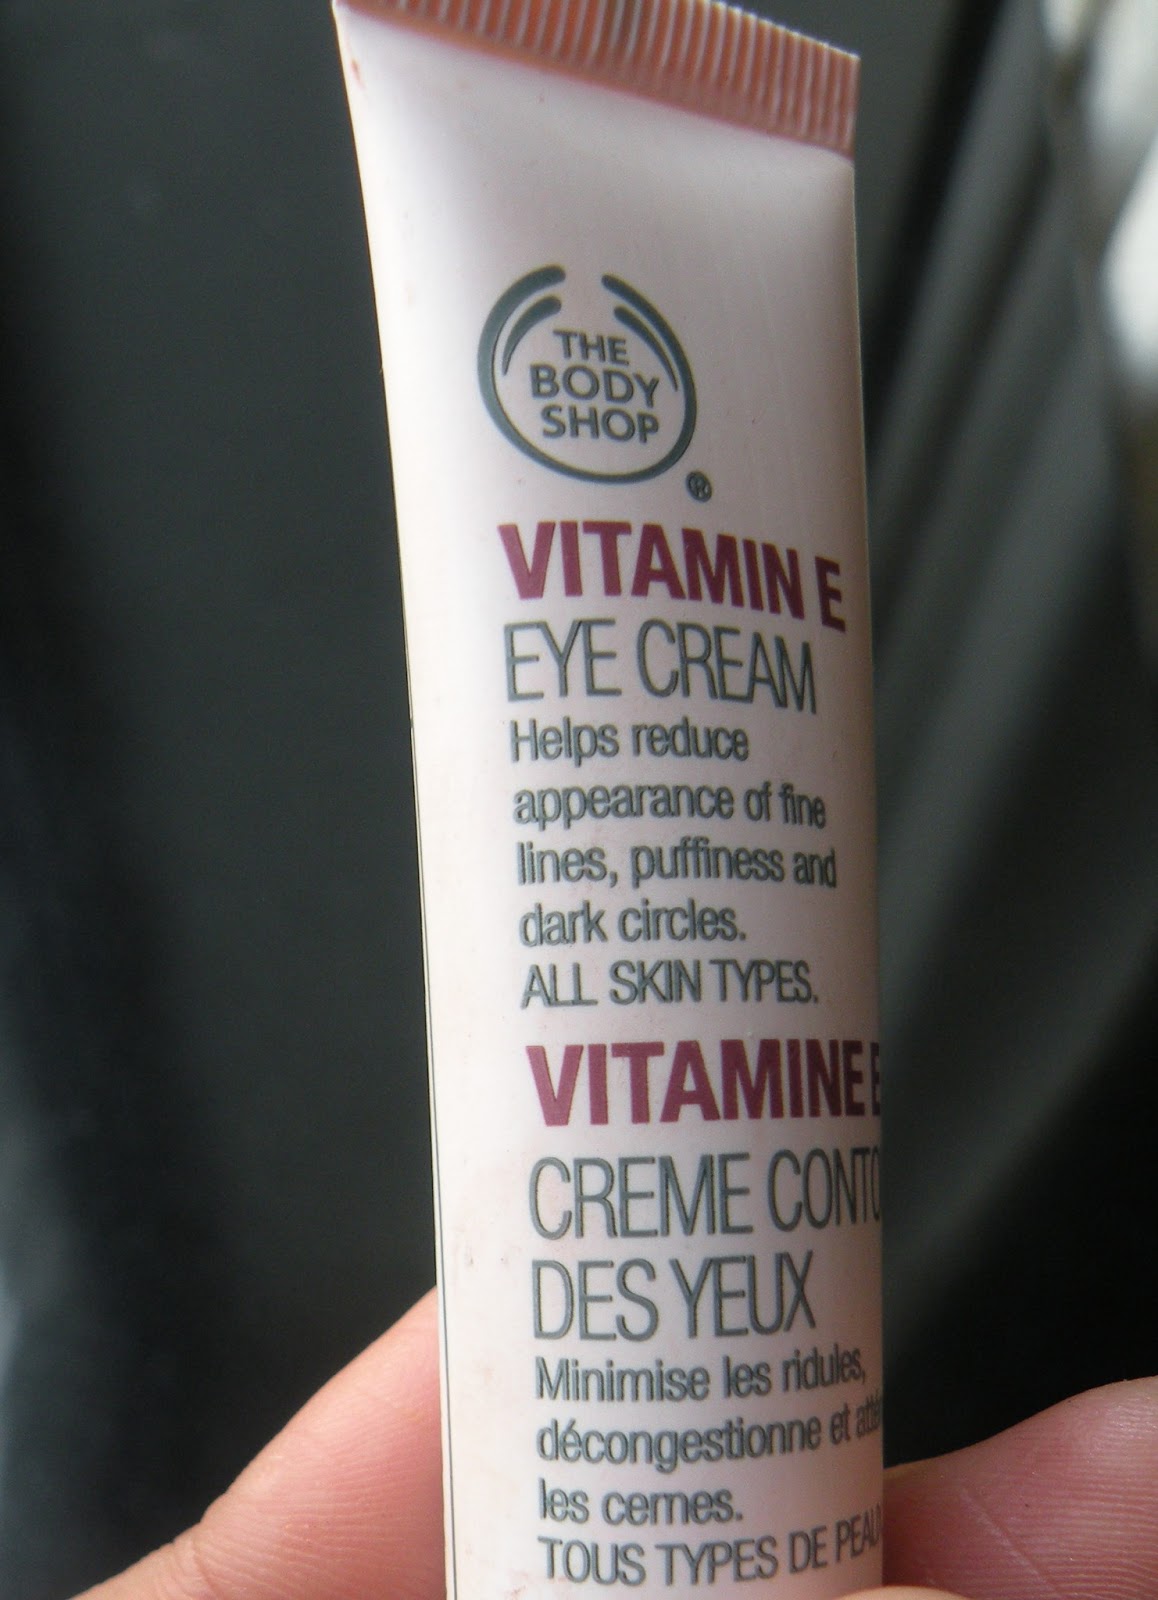 THE
BODY
SHOP
®
VITAMIN E
EYE CREAM
Helps reduce
appearance of fine
lines, puffiness and
dark circles.
ALL SKIN TYPES.
VITAMINE E
CREME
DES YEUX
Minimise les ridules,
décongestionne et
les cernes.
TOUS TYPES DE